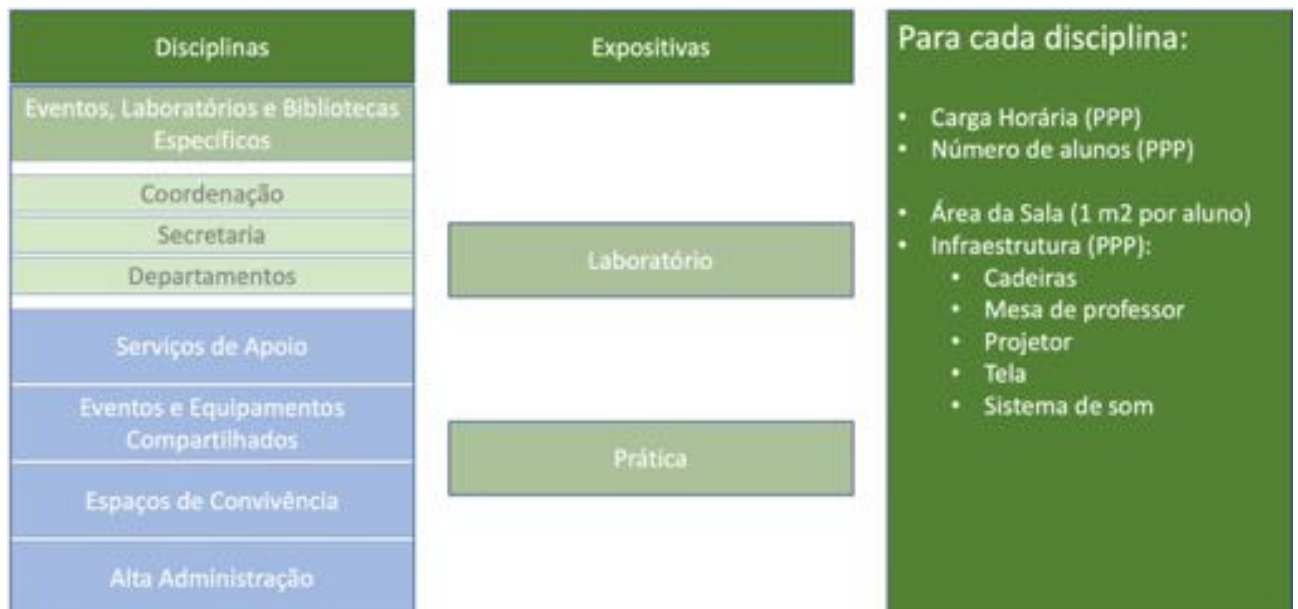 Disciplinas
Eventos, Laboratórios e Bibliotecas
Específicos
Coordenação
Secretaria
Departamentos
Serviços de Apoio
Eventos e Equipamentos
Compartilhados
Espaços de Convivência
Alta Administração
Expositivas
Laboratório
Prática
Para cada disciplina:
• Carga Horária (PPP)
• Número de alunos (PPP)
• Área da Sala (1 m2 por aluno)
• Infraestrutura (PPP):
• Cadeiras
• Mesa de professor
• Projetor
• Tela
• Sistema de som